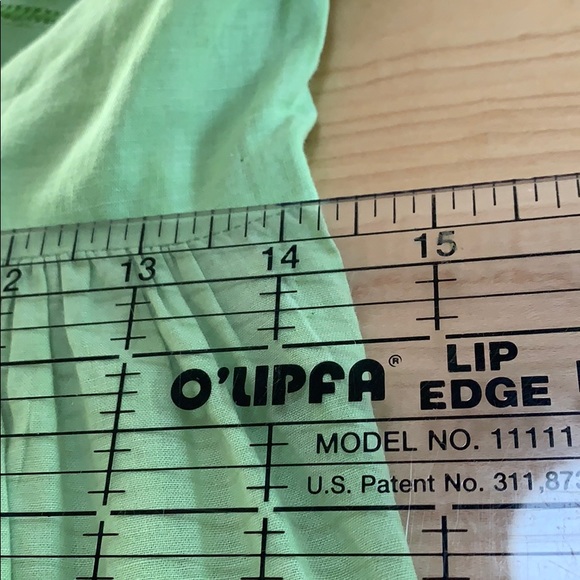 2 13 14 15
O'LIPFA® LIP
EDGE
MODEL NO. 11111
U.S. Patent No. 311,873